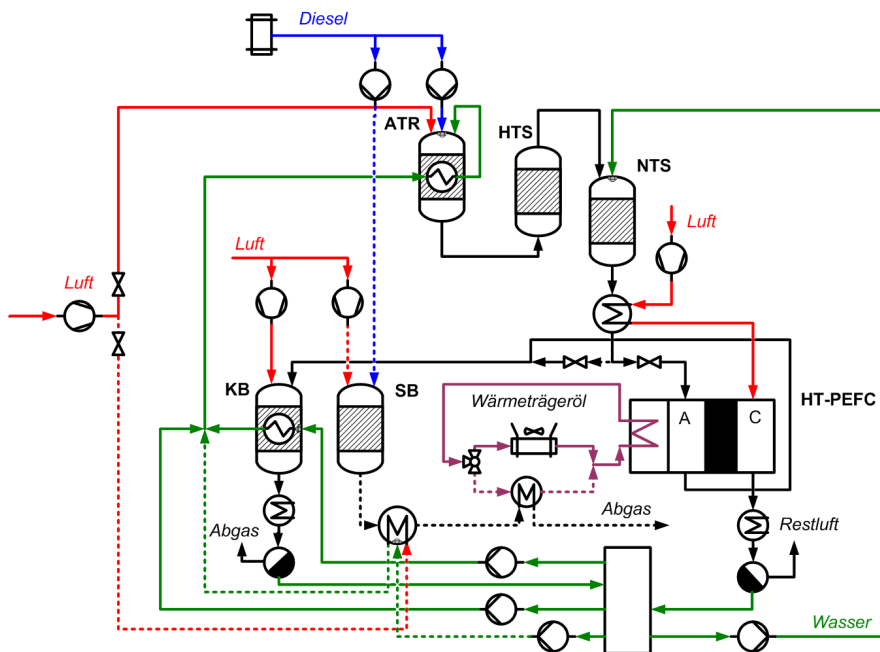 Diesel
ATR
HTS
NTS
Luft
Luft
Luft
KB
SB
Wärmeträgeröl
HT-PEFC
A
C
Abgas
Abgas
Restluft
Wasser